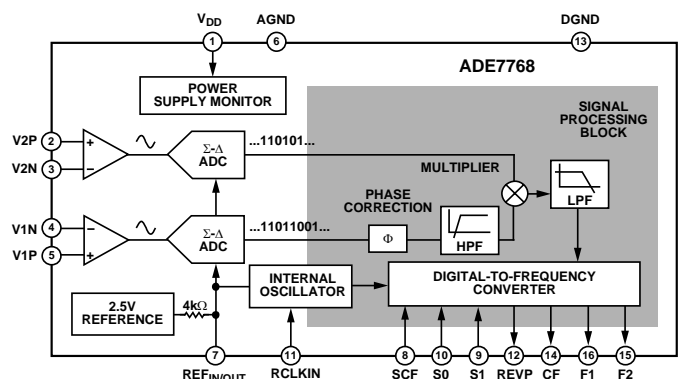 VDD AGND DGND
1 6 13
ADE7768
POWER
SUPPLY MONITOR
SIGNAL
PROCESSING
BLOCK
V2P 2 +
V2N 3 –
Σ-Δ
ADC
...110101...
MULTIPLIER
LPF
PHASE
CORRECTION
V1N 4 –
V1P 5 +
Σ-Δ
ADC
...11011001...
Φ
HPF
INTERNAL
OSCILLATOR
DIGITAL-TO-FREQUENCY
CONVERTER
2.5V
REFERENCE
4kΩ
7 11 8 10 9 12 14 16 15
REFIN/OUT RCLKIN SCF S0 S1 REVP CF F1 F2